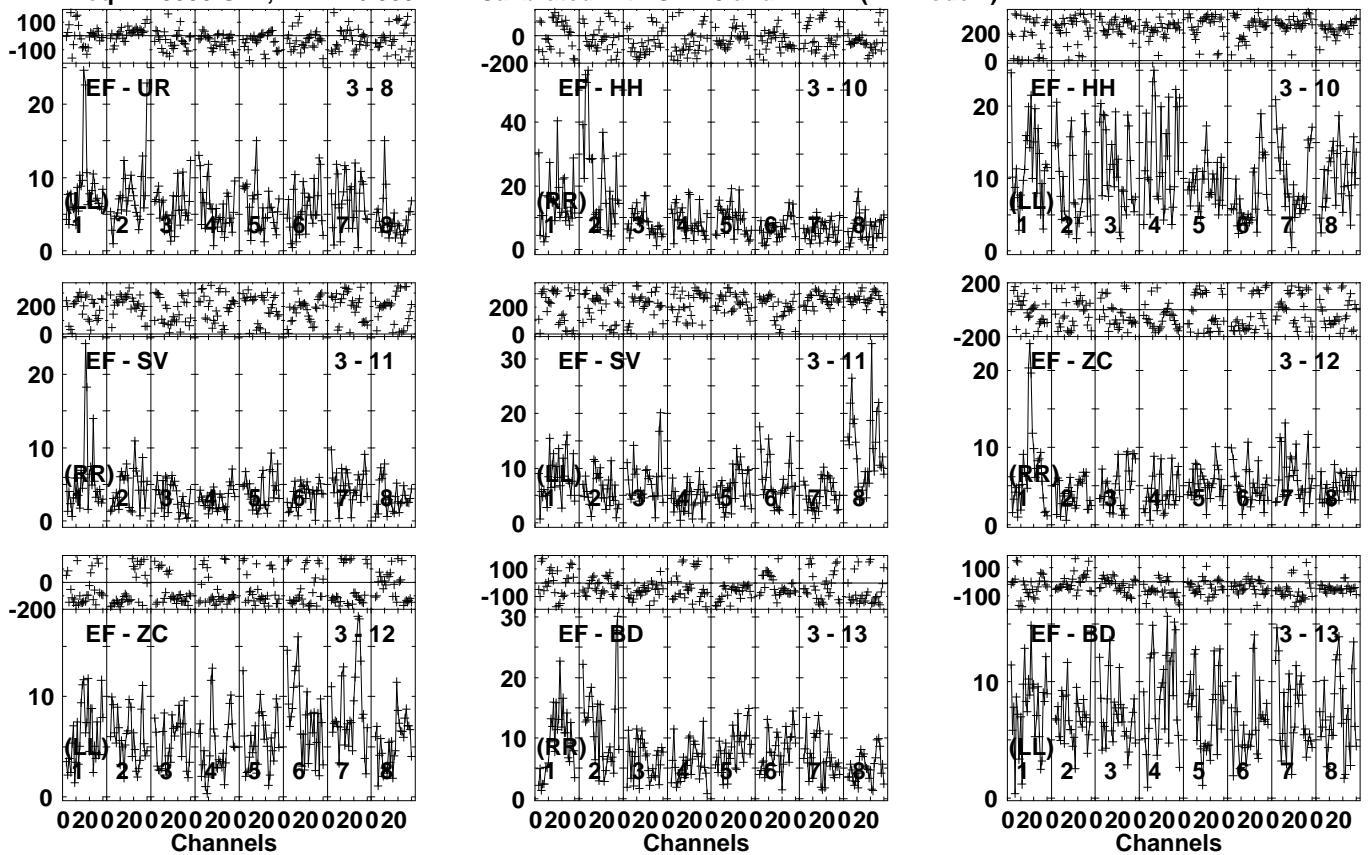 100
-100
EF - UR 3 - 8
20
10
0
(LL)
1 2 3 4 5 6 7 8
0
-200
EF - HH 3 - 10
40
20
0
(RR)
1 2 3 4 5 6 7 8
200
0
EF - HH 3 - 10
20
10
0
(LL)
1 2 3 4 5 6 7 8
200
0
EF - SV 3 - 11
20
10
0
(RR)
1 2 3 4 5 6 7 8
200
0
EF - SV 3 - 11
30
20
10
0
(LL)
1 2 3 4 5 6 7 8
200
-200
EF - ZC 3 - 12
20
10
0
(RR)
1 2 3 4 5 6 7 8
0
-200
EF - ZC 3 - 12
10
0
(LL)
1 2 3 4 5 6 7 8
020020020020020020020020
Channels
100
-100
EF - BD 3 - 13
30
20
10
0
(RR)
1 2 3 4 5 6 7 8
020020020020020020020020
Channels
100
-100
EF - BD 3 - 13
10
0
(LL)
1 2 3 4 5 6 7 8
020020020020020020020020
Channels